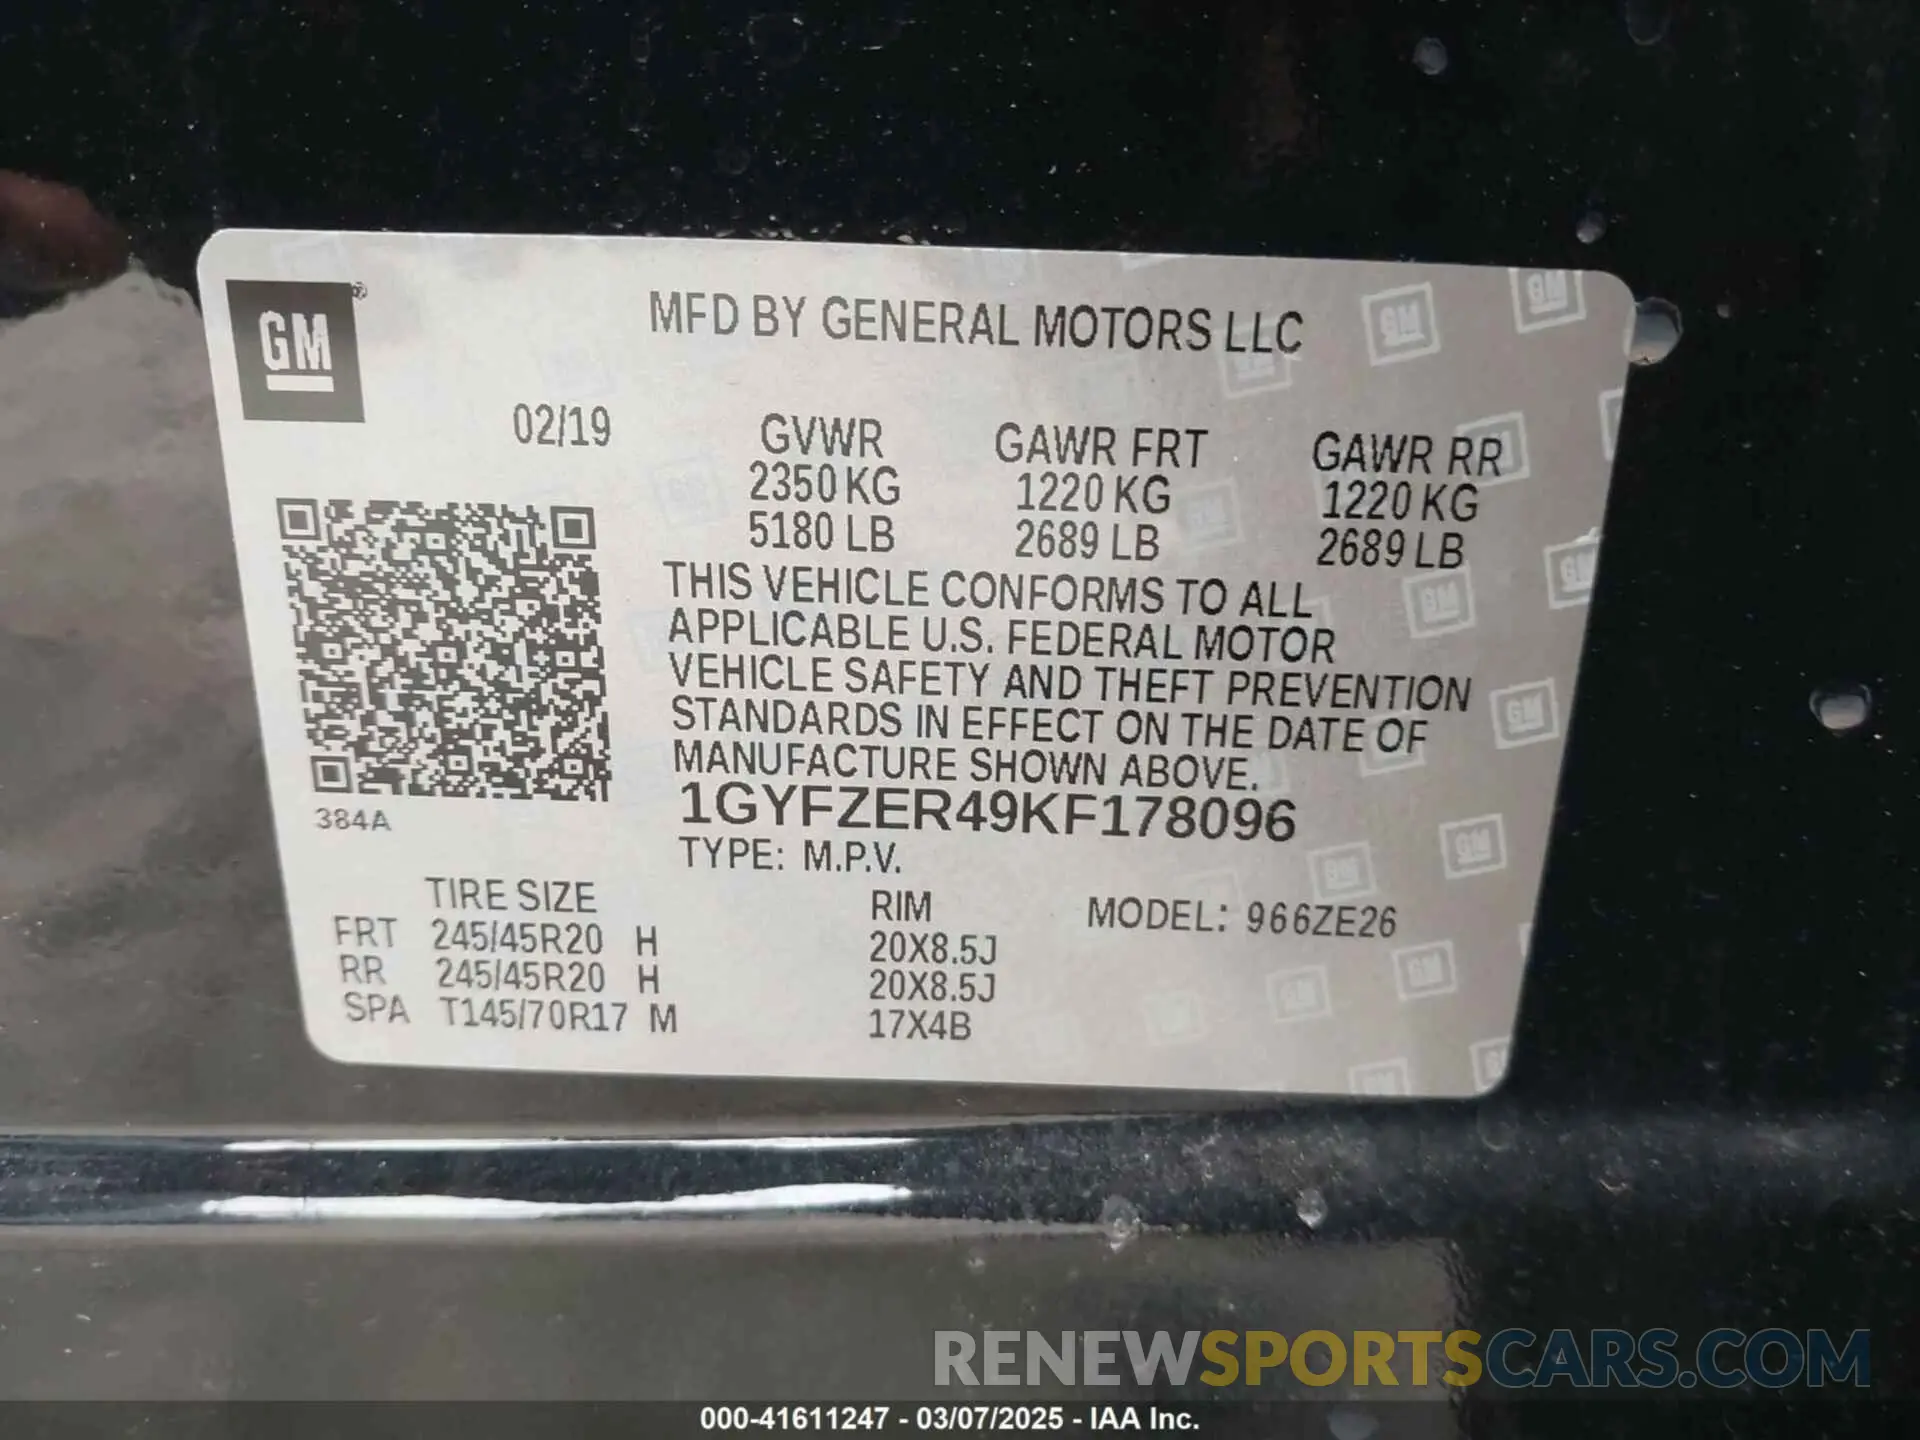 GM ®
MFD BY GENERAL MOTORS LLC
02/19
GVWR GAWR FRT GAWR RR
2350 KG 1220 KG 1220 KG
5180 LB 2689 LB 2689 LB
THIS VEHICLE CONFORMS TO ALL
APPLICABLE U.S. FEDERAL MOTOR
VEHICLE SAFETY AND THEFT PREVENTION
STANDARDS IN EFFECT ON THE DATE OF
MANUFACTURE SHOWN ABOVE.
384A
1GYFZER49KF178096
TYPE: M.P.V.
TIRE SIZE RIM MODEL: 966ZE26
FRT 245/45R20 H 20X8.5J
RR 245/45R20 H 20X8.5J
SPA T145/70R17 M 17X4B
RENEWSPORTSCARS.COM
000-41611247 - 03/07/2025 - IAA Inc.